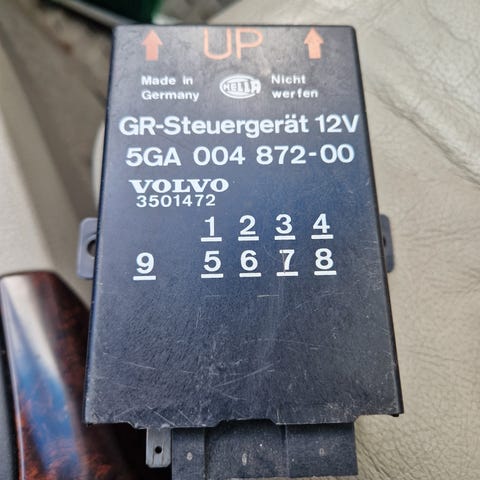 UP
Made in Germany
HELLA
Nicht werfen
GR-Steuergerät 12V
5GA 004 872-00
VOLVO
3501472
1 2 3 4
9 5 6 7 8